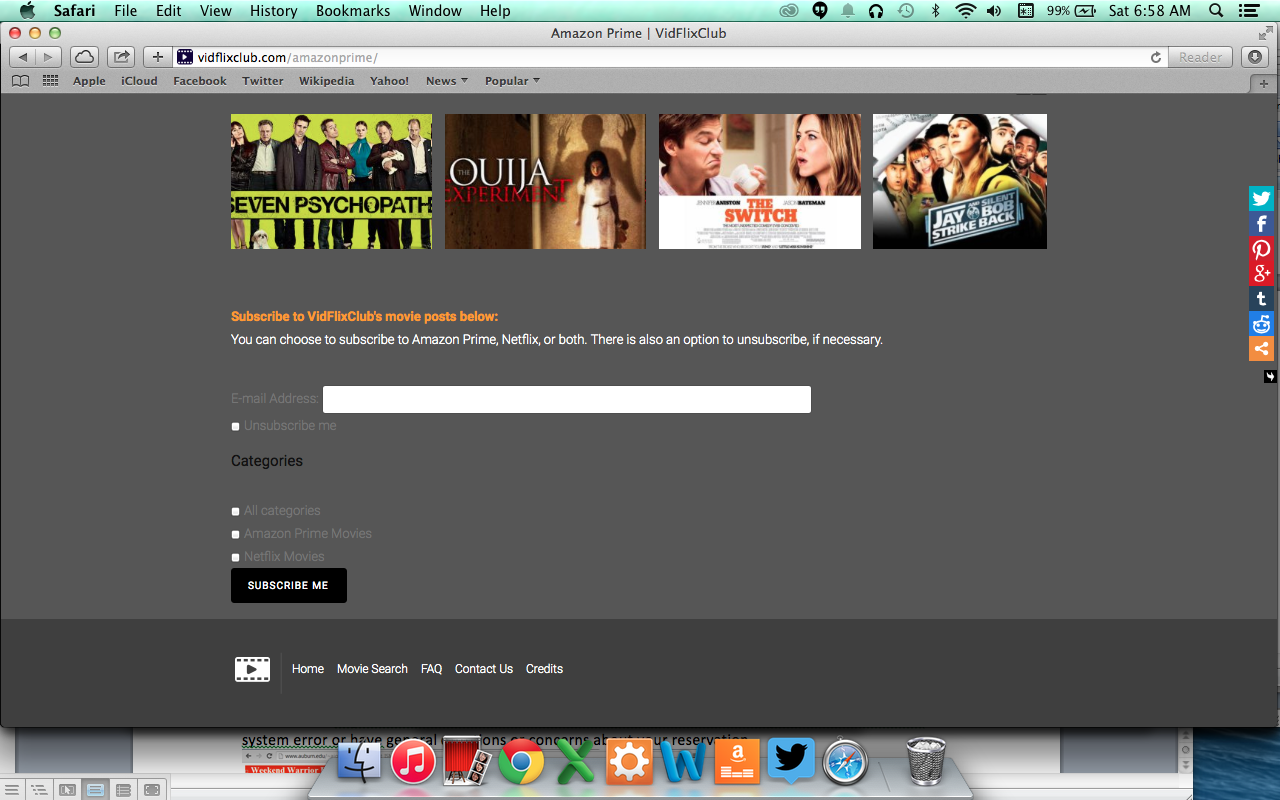 Safari File Edit View History Bookmarks Window Help 99% Sat 6:58 AM
Amazon Prime | VidFlixClub
vidflixclub.com/amazonprime/ Reader
Apple iCloud Facebook Twitter Wikipedia Yahoo! News Popular
SEVEN PSYCHOPATH
THE OUIJA EXPERIMENT
JENNIFER ANISTON JASON BATEMAN
THE SWITCH
JAY AND SILENT BOB STRIKE BACK
Subscribe to VidFlixClub's movie posts below:
You can choose to subscribe to Amazon Prime, Netflix, or both. There is also an option to unsubscribe, if necessary.
E-mail Address:
Unsubscribe me
Categories
All categories
Amazon Prime Movies
Netflix Movies
SUBSCRIBE ME
Home Movie Search FAQ Contact Us Credits
system error or have general concerns about your reservation
www.auburn.edu
Weekend Warrior